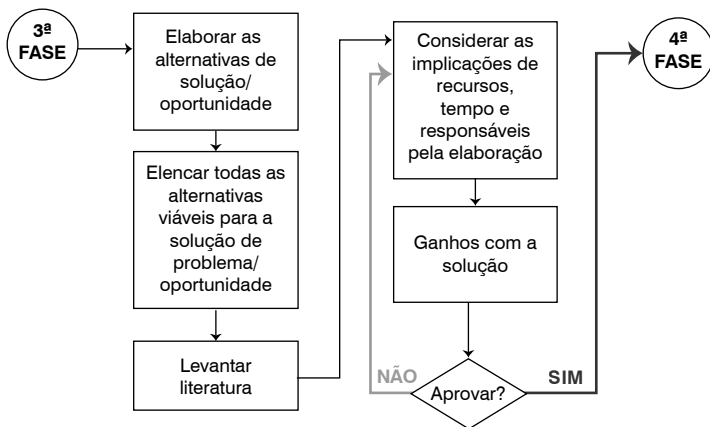 3ª
FASE
Elaborar as
alternativas de
solução/
oportunidade
Elencar todas as
alternativas
viáveis para a
solução de
problema/
oportunidade
Levantar
literatura
Considerar as
implicações de
recursos,
tempo e
responsáveis
pela elaboração
Ganhos com a
solução
Aprovar?
NÃO
SIM
4ª
FASE